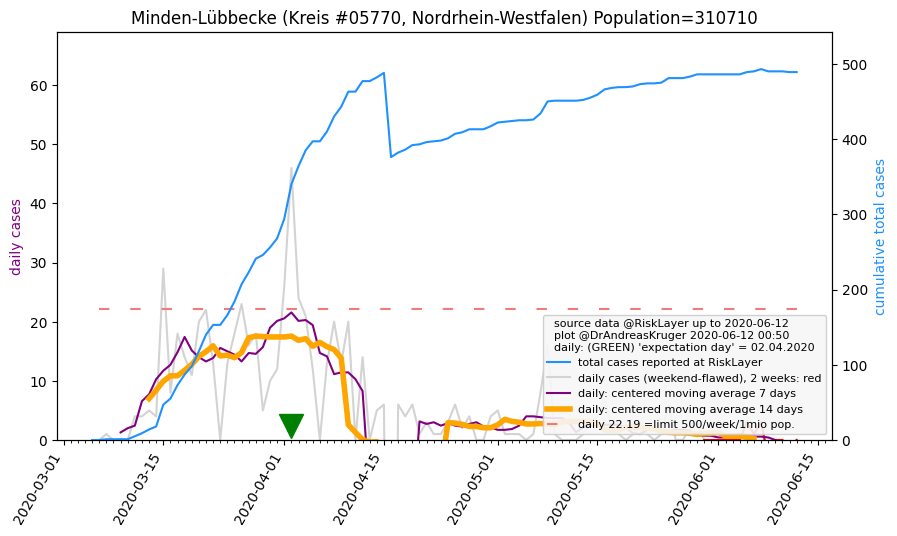 Minden-Lübbecke (Kreis #05770, Nordrhein-Westfalen) Population=310710
60
50
40
30
20
10
0
daily cases
500
400
300
200
100
0
cumulative total cases
source data @RiskLayer up to 2020-06-12
plot @DrAndreasKruger 2020-06-12 00:50
daily: (GREEN) 'expectation day' = 02.04.2020
total cases reported at RiskLayer
daily cases (weekend-flawed), 2 weeks: red
daily: centered moving average 7 days
daily: centered moving average 14 days
daily 22.19 =limit 500/week/1mio pop.
2020-03-01
2020-03-15
2020-04-01
2020-04-15
2020-05-01
2020-05-15
2020-06-01
2020-06-15